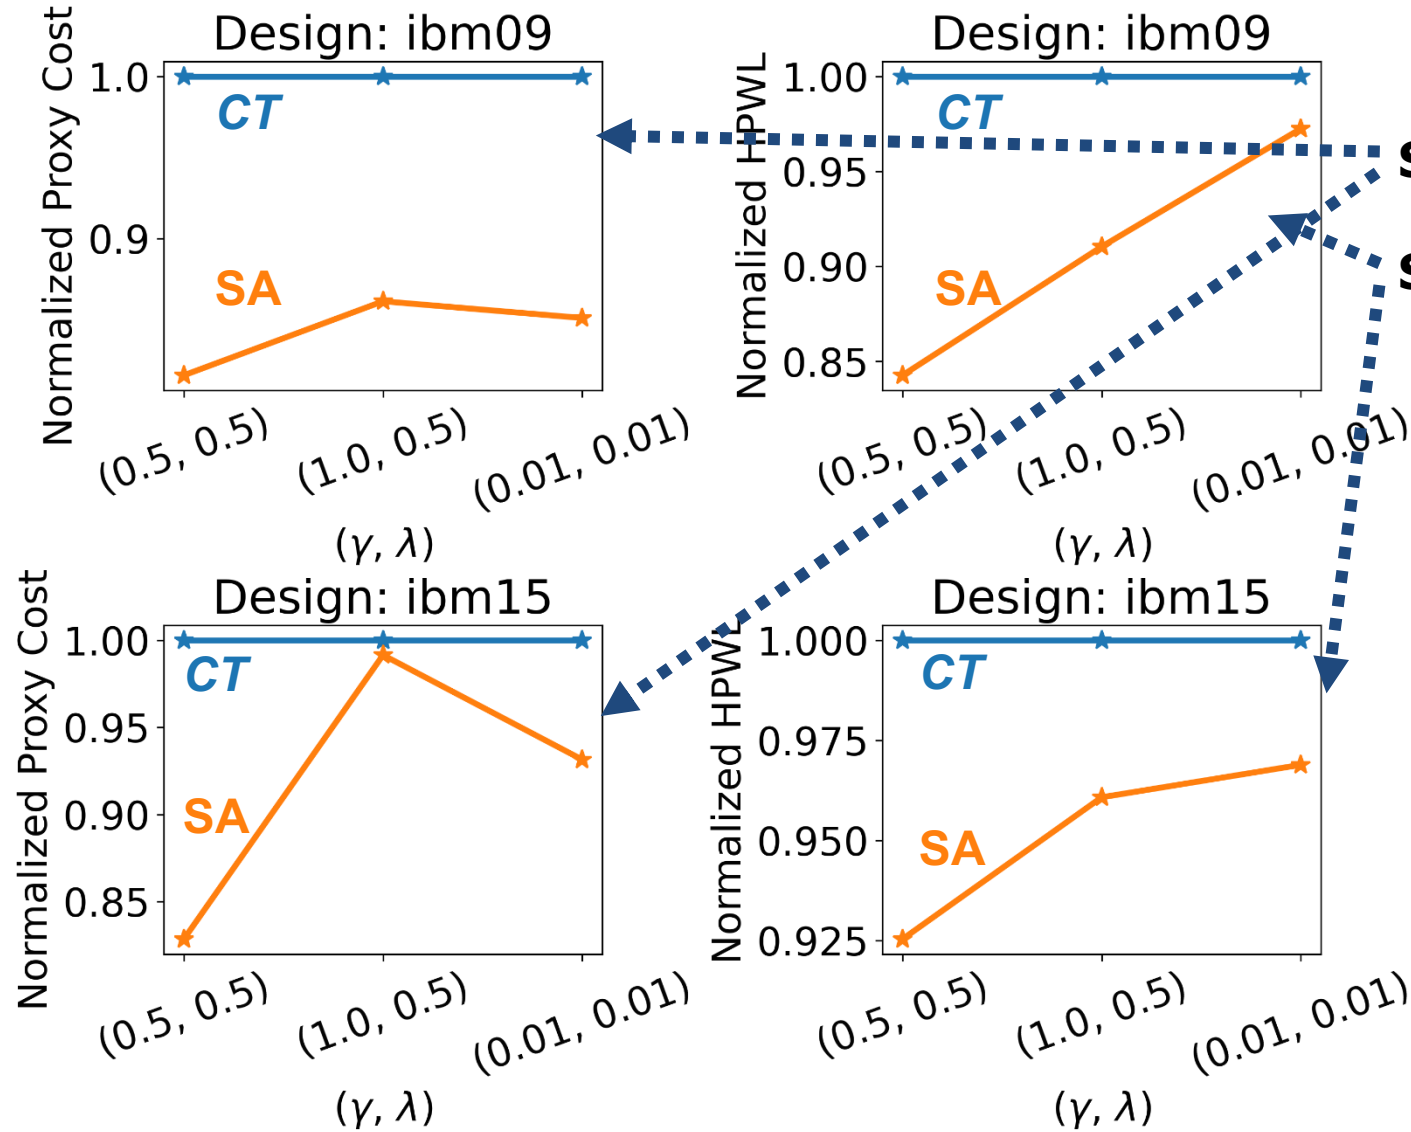 Design: ibm09
Normalized Proxy Cost
1.0
0.9
CT
SA
(0.5, 0.5)
(1.0, 0.5)
(0.01, 0.01)
(γ, λ)
Design: ibm09
Normalized HPWL
1.00
0.95
0.90
0.85
CT
SA
(0.5, 0.5)
(1.0, 0.5)
(0.01, 0.01)
(γ, λ)
Design: ibm15
Normalized Proxy Cost
1.00
0.95
0.90
0.85
CT
SA
(0.5, 0.5)
(1.0, 0.5)
(0.01, 0.01)
(γ, λ)
Design: ibm15
Normalized HPWL
1.000
0.975
0.950
0.925
CT
SA
(0.5, 0.5)
(1.0, 0.5)
(0.01, 0.01)
(γ, λ)